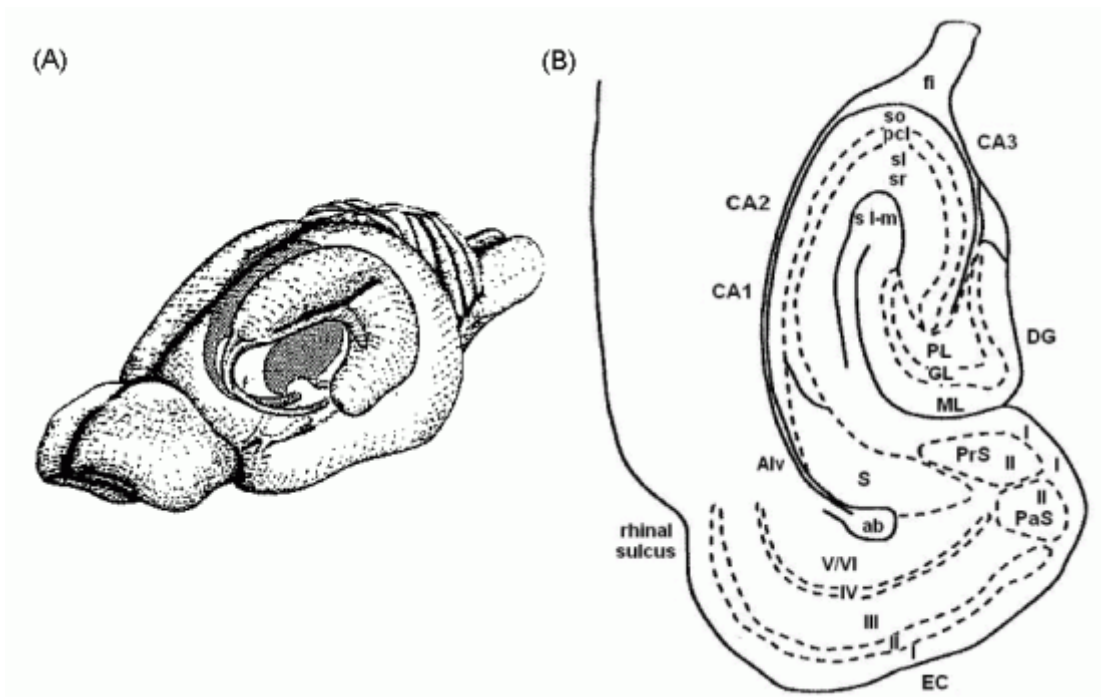 (A)
(B)
fi
so
pcl
CA3
sl
sr
CA2
s l-m
CA1
DG
PL
GL
ML
I
PrS
II
I
Alv
S
II
PaS
ab
rhinal
sulcus
V/VI
IV
III
II
I
EC